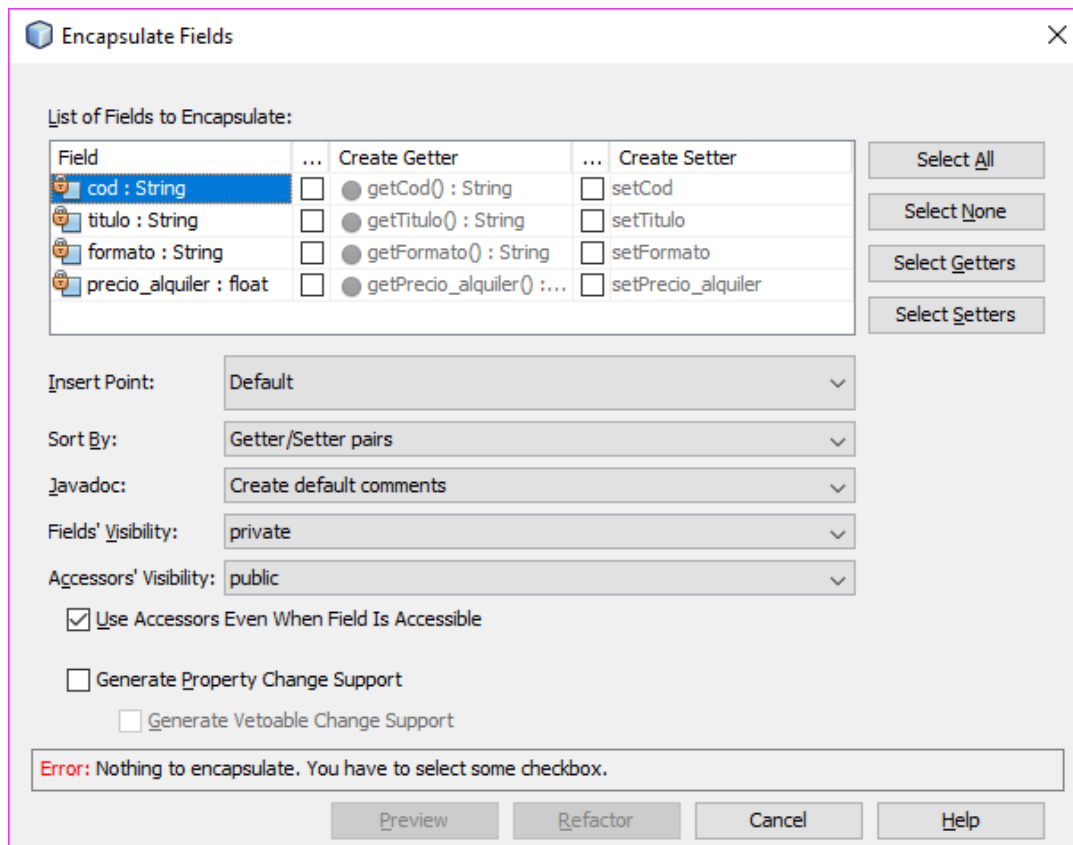 Encapsulate Fields
List of Fields to Encapsulate:
Field ... Create Getter ... Create Setter
cod : String getCod() : String setCod
titulo : String getTitulo() : String setTitulo
formato : String getFormato() : String setFormato
precio_alquiler : float getPrecio_alquiler() :... setPrecio_alquiler
Select All
Select None
Select Getters
Select Setters
Insert Point: Default
Sort By: Getter/Setter pairs
Javadoc: Create default comments
Fields' Visibility: private
Accessors' Visibility: public
Use Accessors Even When Field Is Accessible
Generate Property Change Support
Generate Vetoable Change Support
Error: Nothing to encapsulate. You have to select some checkbox.
Preview Refactor Cancel Help